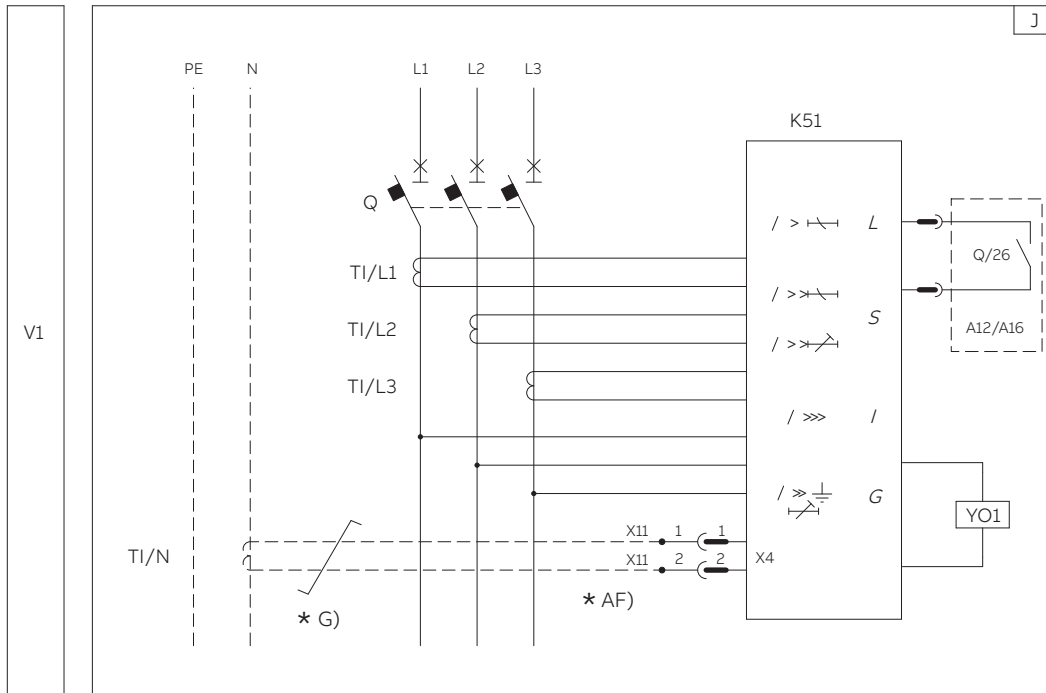 J
PE N L1 L2 L3
K51
Q
/ > L
Q/26
TI/L1
/ >>
S
A12/A16
TI/L2
/ >>
V1
TI/L3
/ >>> I
/ >> G
YO1
X11 1 1
TI/N
X11 2 2 X4
* AF)
* G)